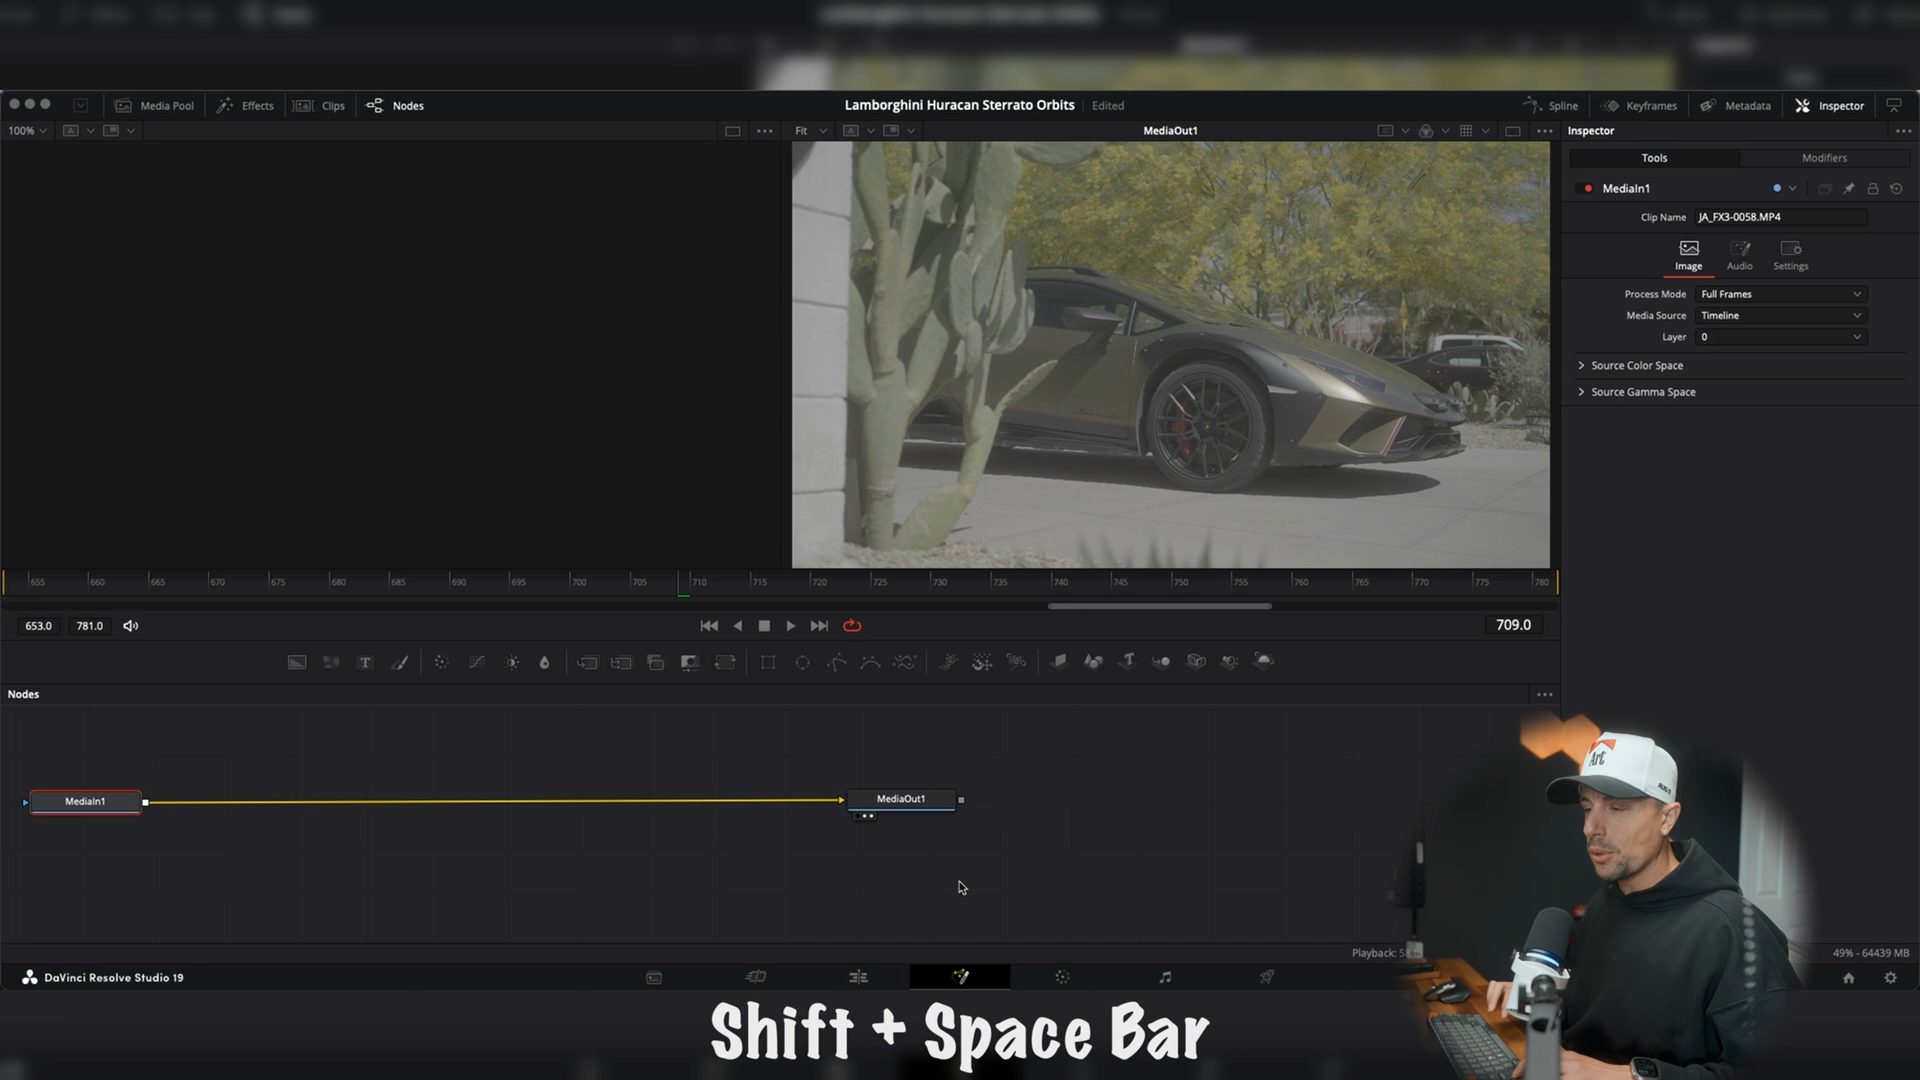 Media Pool
Effects
Clips
Nodes
Lamborghini Huracan Sterrato Orbits
Edited
Spline
Keyframes
Metadata
Inspector
100%
Fit
MediaOut1
Inspector
Tools
Modifiers
MediaIn1
Clip Name
JA_FX3-0058.MP4
Image
Audio
Settings
Process Mode
Full Frames
Media Source
Timeline
Layer
0
Source Color Space
Source Gamma Space
655 660 665 670 675 680 685 690 695 700 705 710 715 720 725 730 735 740 745 750 755 760 765 770 775 780
653.0
781.0
709.0
Nodes
MediaIn1
MediaOut1
Art
Playback:
49% - 64439 MB
DaVinci Resolve Studio 19
Shift + Space Bar